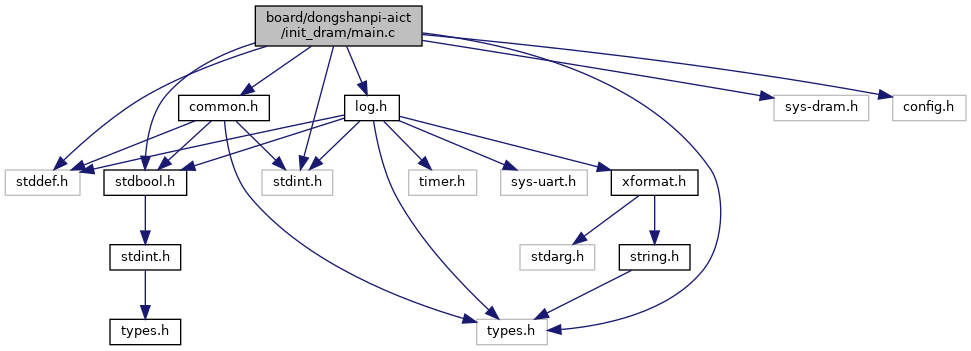 board/dongshanpi-aict
/init_dram/main.c
common.h
log.h
sys-dram.h
config.h
stddef.h
stdbool.h
stdint.h
timer.h
sys-uart.h
xformat.h
stdint.h
stdarg.h
string.h
types.h
types.h